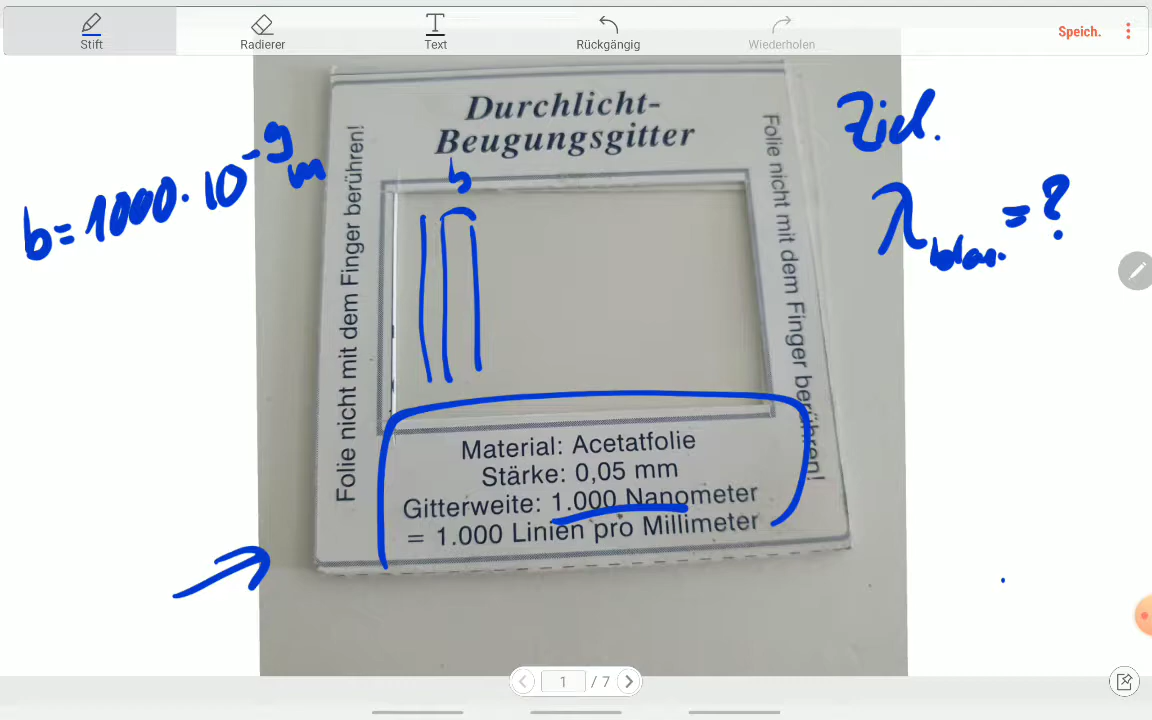 Stift
Radierer
Text
Rückgängig
Wiederholen
Speich.
Durchlicht-
Beugungsgitter
Folie nicht mit dem Finger berühren!
Folie nicht mit dem Finger berühren!
b
b = 1000 · 10⁻⁹ m
Ziel.
λ blau. = ?
Material: Acetatfolie
Stärke: 0,05 mm
Gitterweite: 1.000 Nanometer
= 1.000 Linien pro Millimeter
1 / 7